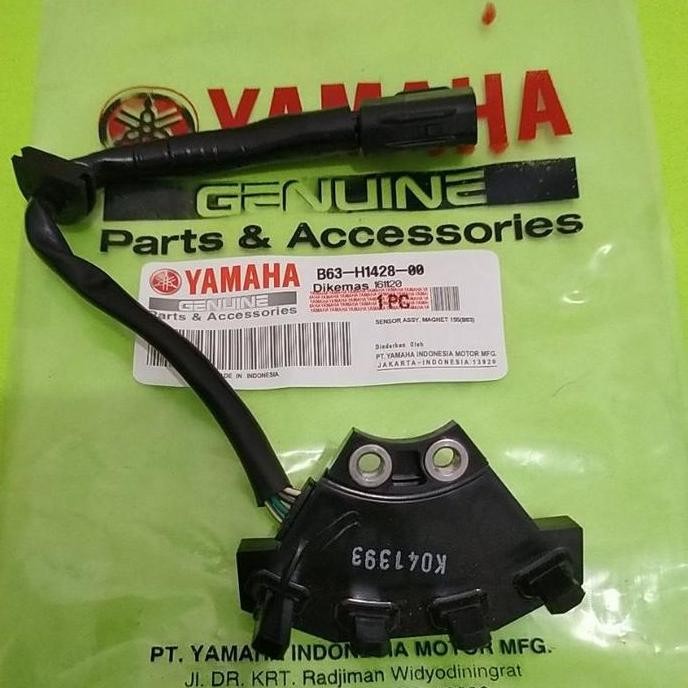 YAMAHA
GENUINE
Parts & Accessories
YAMAHA
GENUINE
Parts & Accessories
B63-H1428-00
Dikemas 161120
1 PC
SENSOR ASSY, MAGNET 155(B63)
Diedarkan Oleh
PT. YAMAHA INDONESIA MOTOR MFG.
JAKARTA-INDONESIA 13920
MADE IN INDONESIA
K041393
PT. YAMAHA INDONESIA MOTOR MFG.
Jl. DR. KRT. Radjiman Widyodiningrat